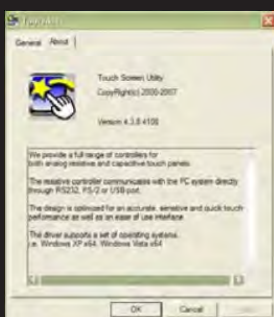 General About
Touch Screen Utility
CopyRight(c) 2000-2007
Version 4.3.8.4108
We provide a full range of controllers for
both analog resistive and capacitive touch panels.
The resistive controller communicates with the PC system directly
through RS232, PS/2 or USB port.
The design is optimized for an accurate, sensitive and quick touch
performance as well as an ease of use interface.
The driver supports a set of operating systems,
i.e. Windows XP x64, Windows Vista x64
OK Cancel